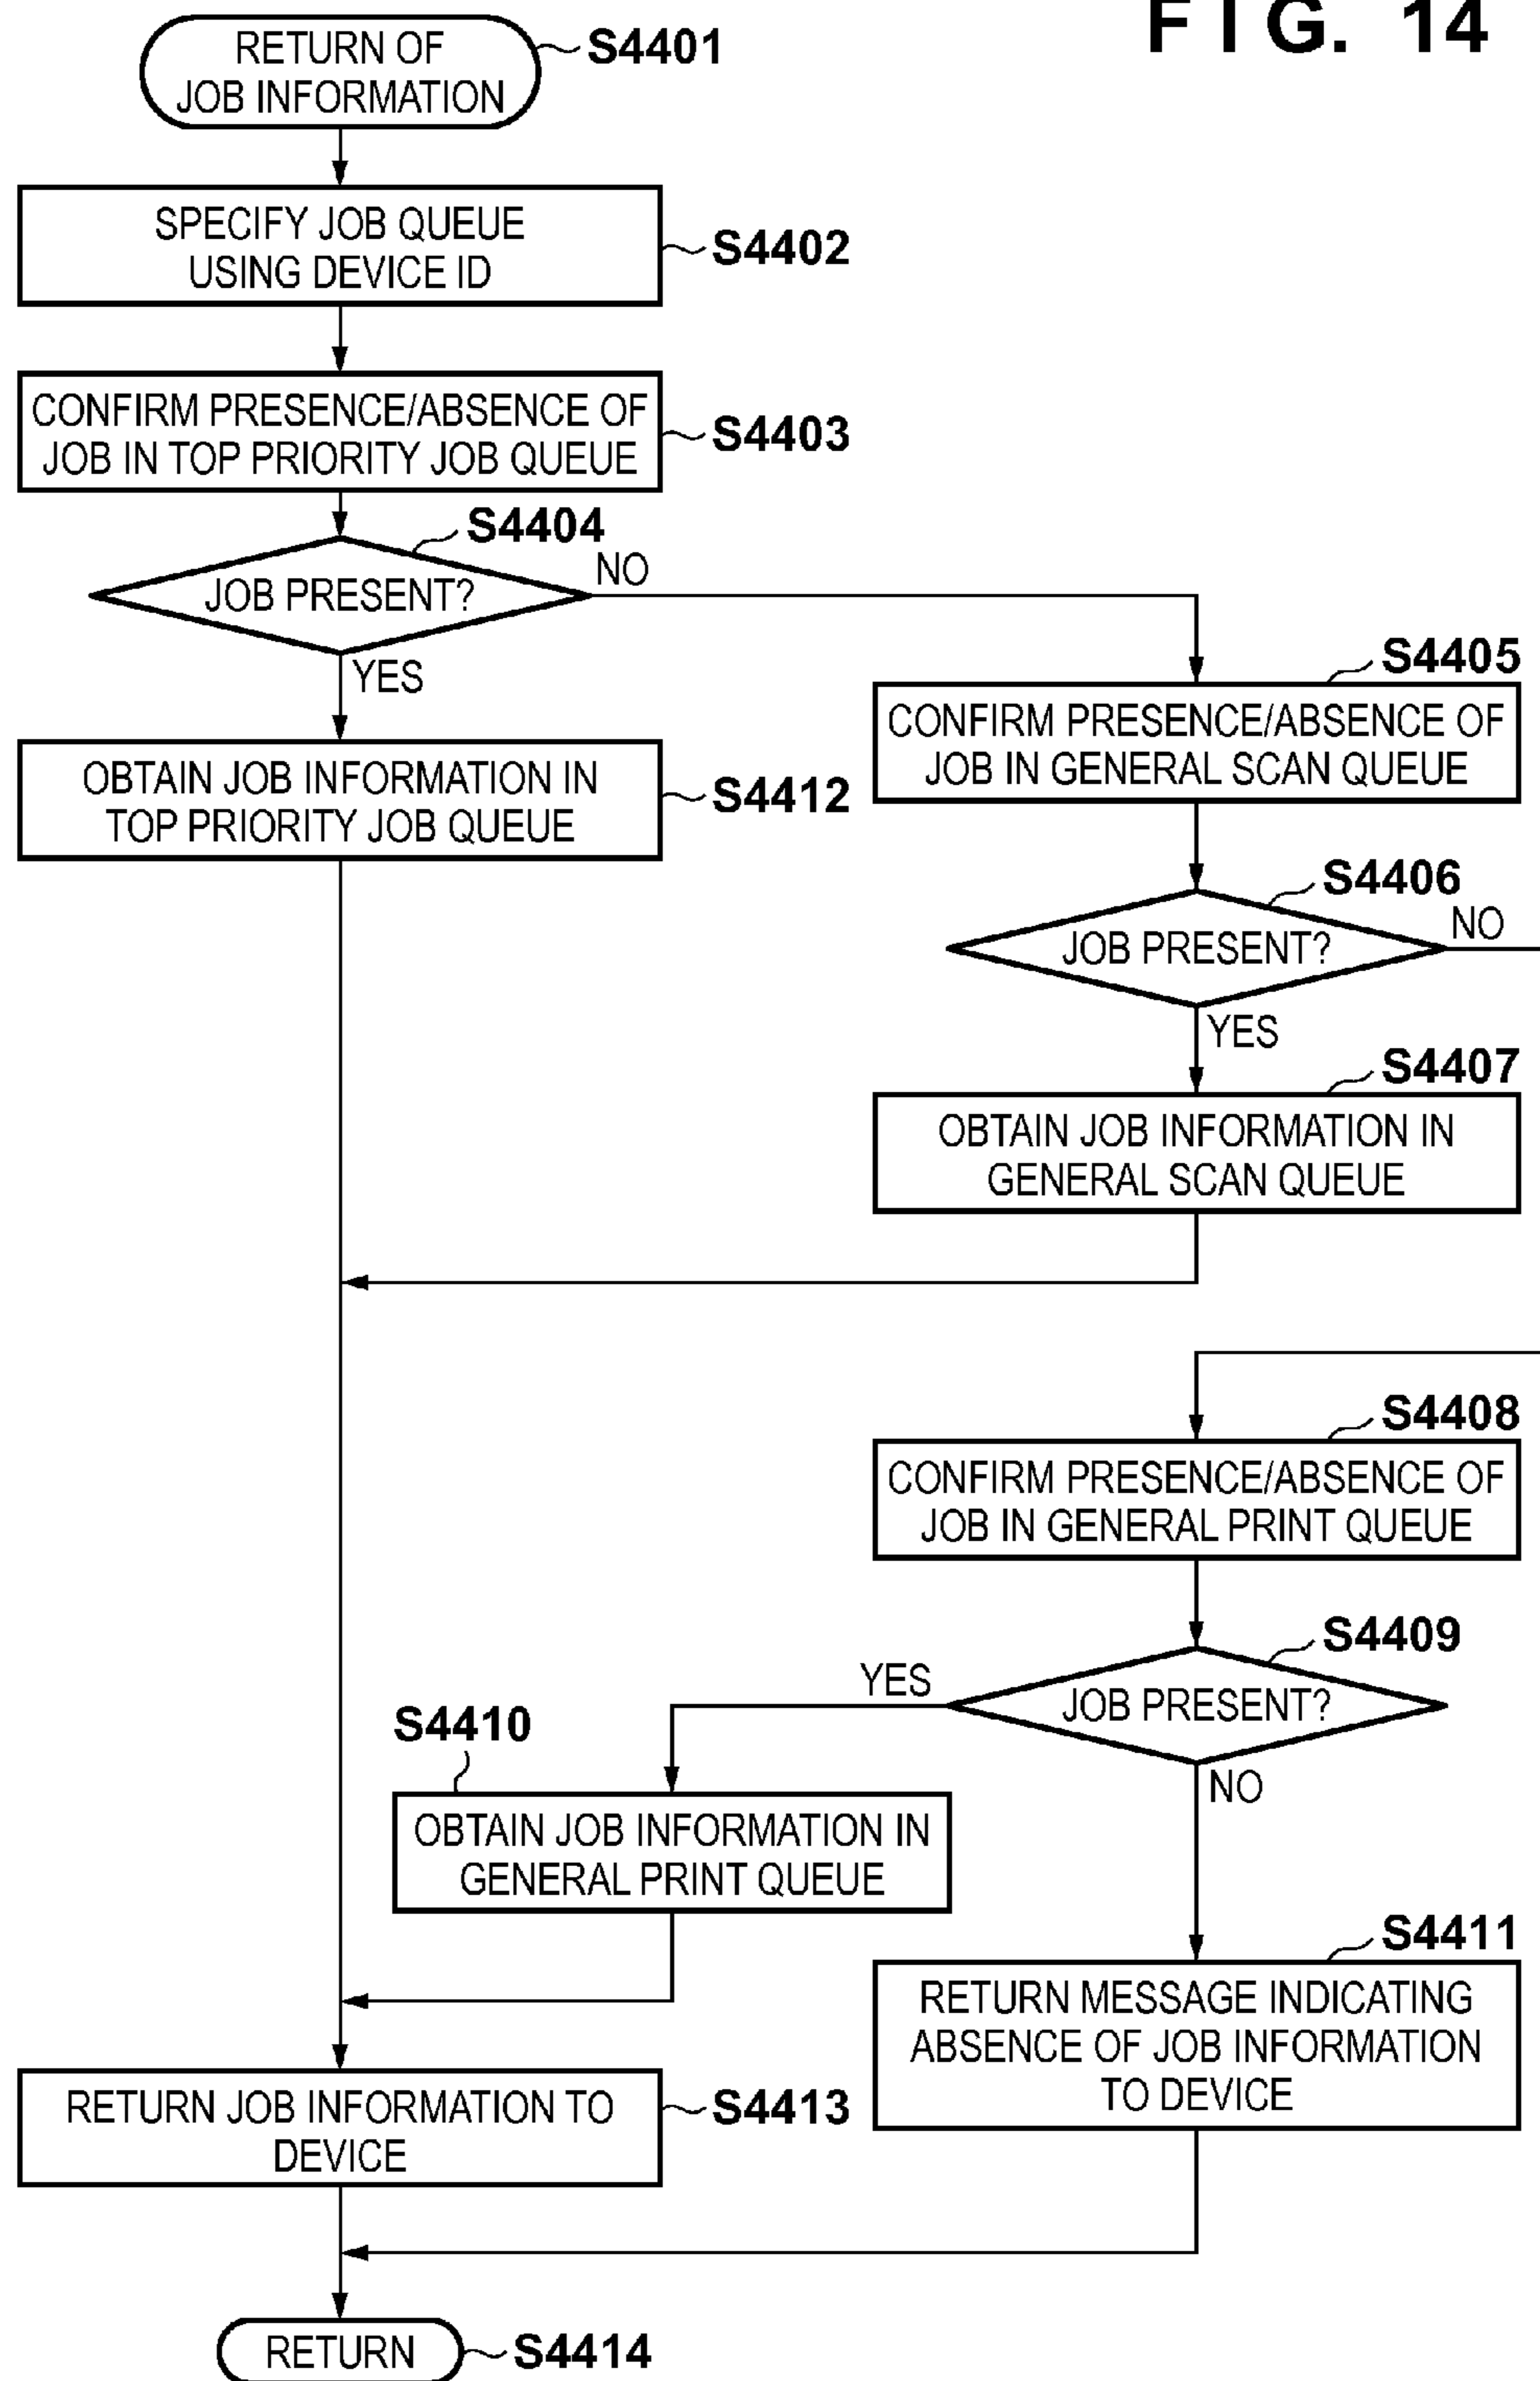 FIG. 14
RETURN OF
JOB INFORMATION
S4401
SPECIFY JOB QUEUE
USING DEVICE ID
S4402
CONFIRM PRESENCE/ABSENCE OF
JOB IN TOP PRIORITY JOB QUEUE
S4403
S4404
JOB PRESENT?
NO
YES
S4405
CONFIRM PRESENCE/ABSENCE OF
JOB IN GENERAL SCAN QUEUE
OBTAIN JOB INFORMATION IN
TOP PRIORITY JOB QUEUE
S4412
S4406
JOB PRESENT?
NO
YES
S4407
OBTAIN JOB INFORMATION IN
GENERAL SCAN QUEUE
S4408
CONFIRM PRESENCE/ABSENCE OF
JOB IN GENERAL PRINT QUEUE
S4409
JOB PRESENT?
YES
NO
S4410
OBTAIN JOB INFORMATION IN
GENERAL PRINT QUEUE
S4411
RETURN MESSAGE INDICATING
ABSENCE OF JOB INFORMATION
TO DEVICE
RETURN JOB INFORMATION TO
DEVICE
S4413
RETURN
S4414